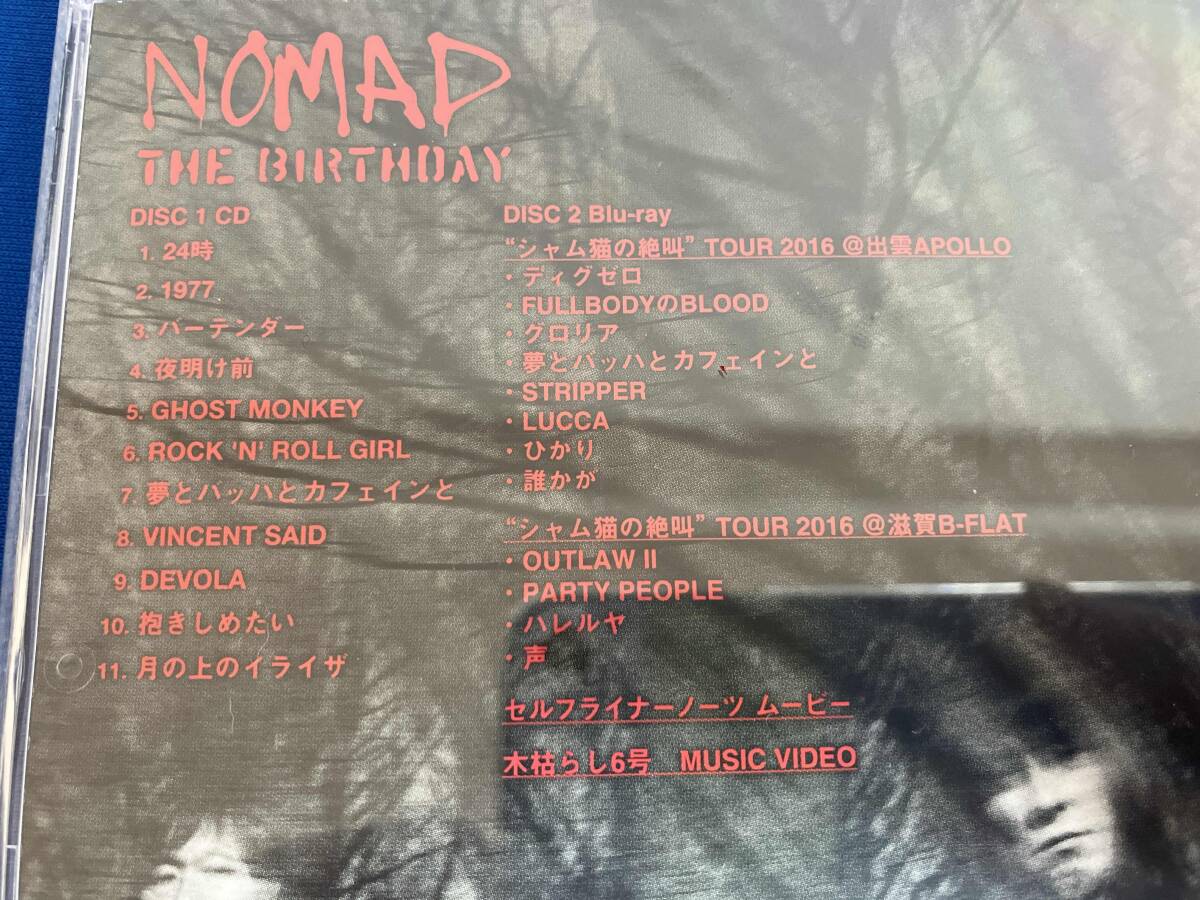 NOMAD
THE BIRTHDAY
DISC 1 CD
1. 24時
2. 1977
3. バーテンダー
4. 夜明け前
5. GHOST MONKEY
6. ROCK 'N' ROLL GIRL
7. 夢とバッハとカフェインと
8. VINCENT SAID
9. DEVOLA
10. 抱きしめたい
11. 月の上のイライザ
DISC 2 Blu-ray
“シャム猫の絶叫” TOUR 2016 @出雲APOLLO
・ディグゼロ
・FULLBODYのBLOOD
・グロリア
・夢とバッハとカフェインと
・STRIPPER
・LUCCA
・ひかり
・誰かが
“シャム猫の絶叫” TOUR 2016 @滋賀B-FLAT
・OUTLAW II
・PARTY PEOPLE
・ハレルヤ
・声
セルフライナーノーツ ムービー
木枯らし6号　MUSIC VIDEO